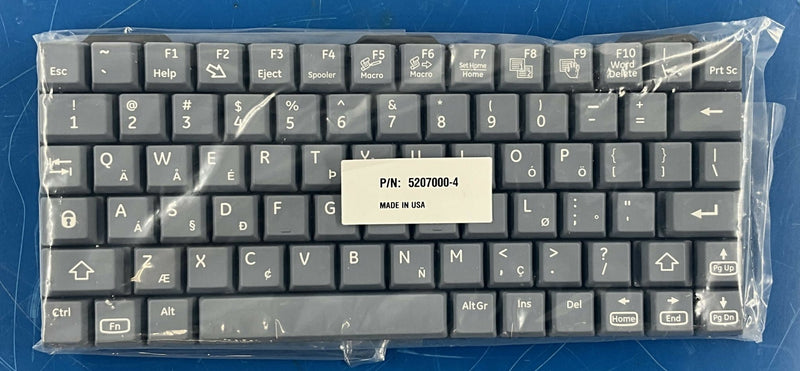 Esc ~ ` F1 Help F2 F3 Eject F4 Spooler F5 Macro F6 Macro F7 Set Home Home F8 F9 F10 Word Delete Prt Sc
! 1 @ 2 # 3 $ 4 % 5 ^ 6 & 7 * 8 ( 9 ) 0 – - + = ←
Q Ä W Å E É R T Þ Y U I O Ó P Ö { [ } ] | \
A Á S § D Ð F _ G L Ø : ; ° " '
Z Æ X C ¢ V B N Ñ M < , Ç > . ? / Pg Up
Ctrl Fn Alt Alt Gr Ins Del ← Home → End Pg Dn
P/N: 5207000-4
MADE IN USA